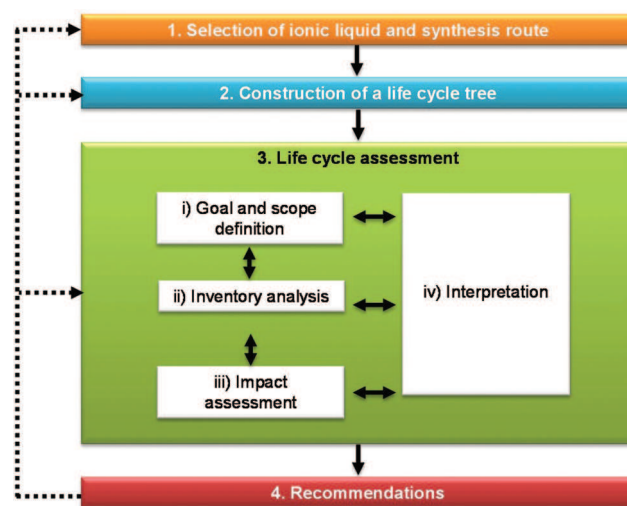 1. Selection of ionic liquid and synthesis route
2. Construction of a life cycle tree
3. Life cycle assessment
i) Goal and scope
definition
ii) Inventory analysis
iv) Interpretation
iii) Impact
assessment
4. Recommendations